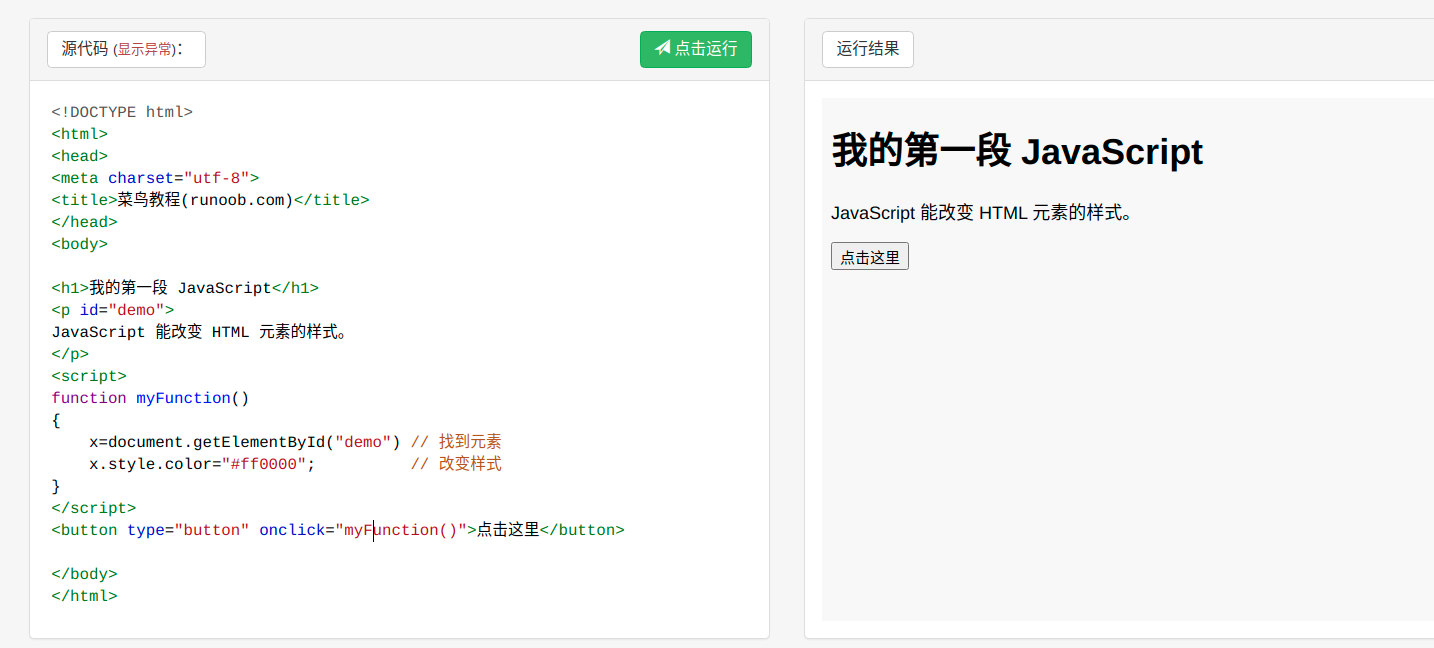 源代码 (显示异常)：
点击运行
<!DOCTYPE html>
<html>
<head>
<meta charset="utf-8">
<title>菜鸟教程(runoob.com)</title>
</head>
<body>
<h1>我的第一段 JavaScript</h1>
<p id="demo">
JavaScript 能改变 HTML 元素的样式。
</p>
<script>
function myFunction()
{
    x=document.getElementById("demo") // 找到元素
    x.style.color="#ff0000";          // 改变样式
}
</script>
<button type="button" onclick="myFunction()">点击这里</button>
</body>
</html>
运行结果
我的第一段 JavaScript
JavaScript 能改变 HTML 元素的样式。
点击这里